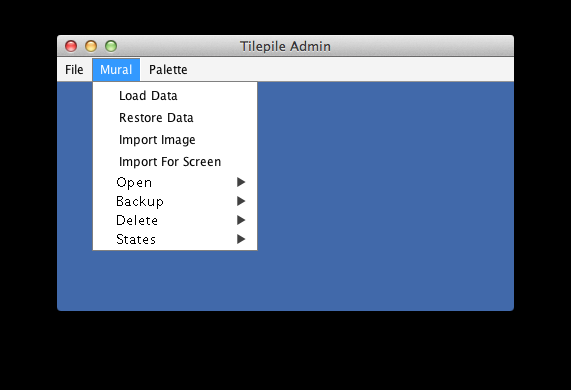 Tilepile Admin
File Mural Palette
Load Data
Restore Data
Import Image
Import For Screen
Open
Backup
Delete
States